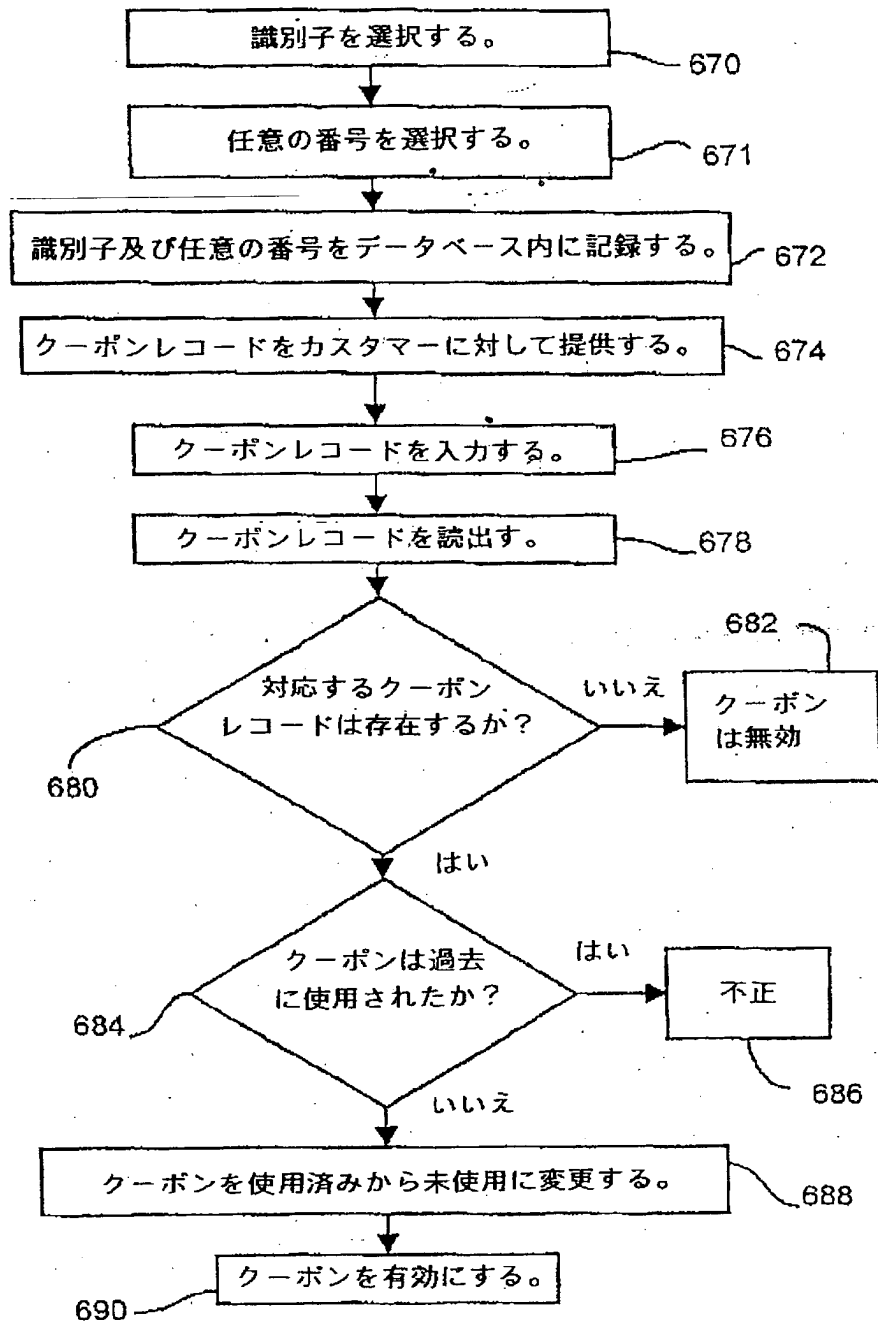 識別子を選択する。
670
任意の番号を選択する。
671
識別子及び任意の番号をデータベース内に記録する。
672
クーポンレコードをカスタマーに対して提供する。
674
クーポンレコードを入力する。
676
クーポンレコードを読出す。
678
対応するクーポン
レコードは存在するか?
680
いいえ
682
クーポン
は無効
はい
クーポンは過去
に使用されたか?
684
はい
不正
686
いいえ
クーポンを使用済みから未使用に変更する。
688
クーポンを有効にする。
690